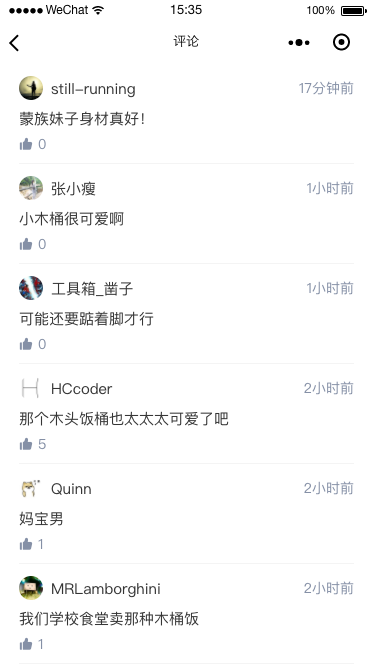 WeChat 15:35 100%
评论
still-running 17分钟前
蒙族妹子身材真好！
0
张小瘦 1小时前
小木桶很可爱啊
0
工具箱_凿子 1小时前
可能还要踮着脚才行
0
HCcoder 2小时前
那个木头饭桶也太太太可爱了吧
5
Quinn 2小时前
妈宝男
1
MRLamborghini 2小时前
我们学校食堂卖那种木桶饭
1